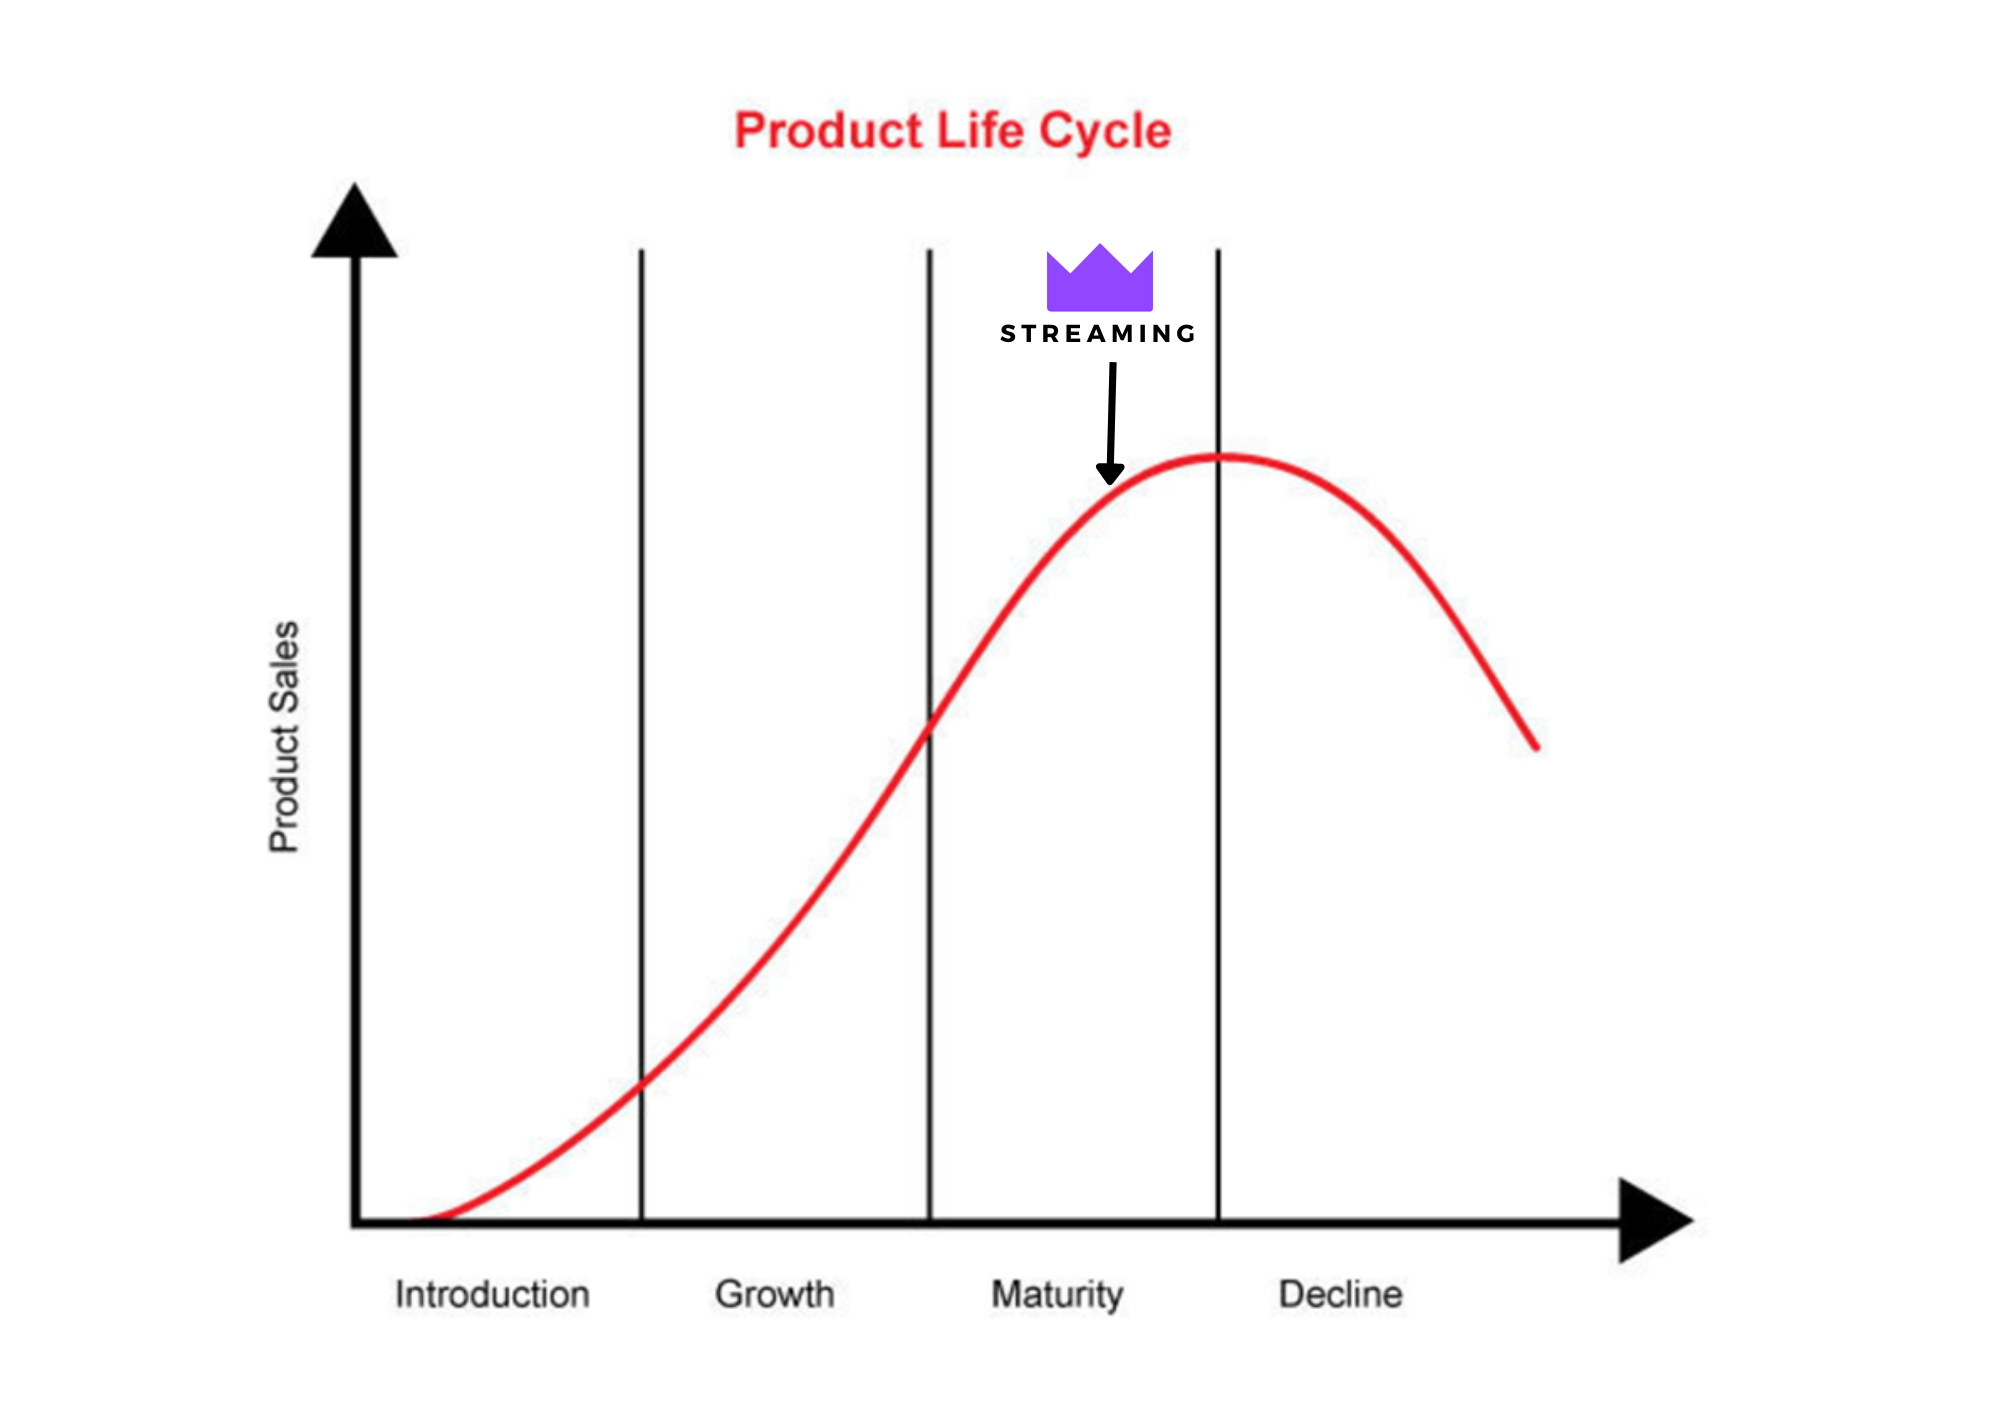 Product Life Cycle
STREAMING
Product Sales
Introduction
Growth
Maturity
Decline